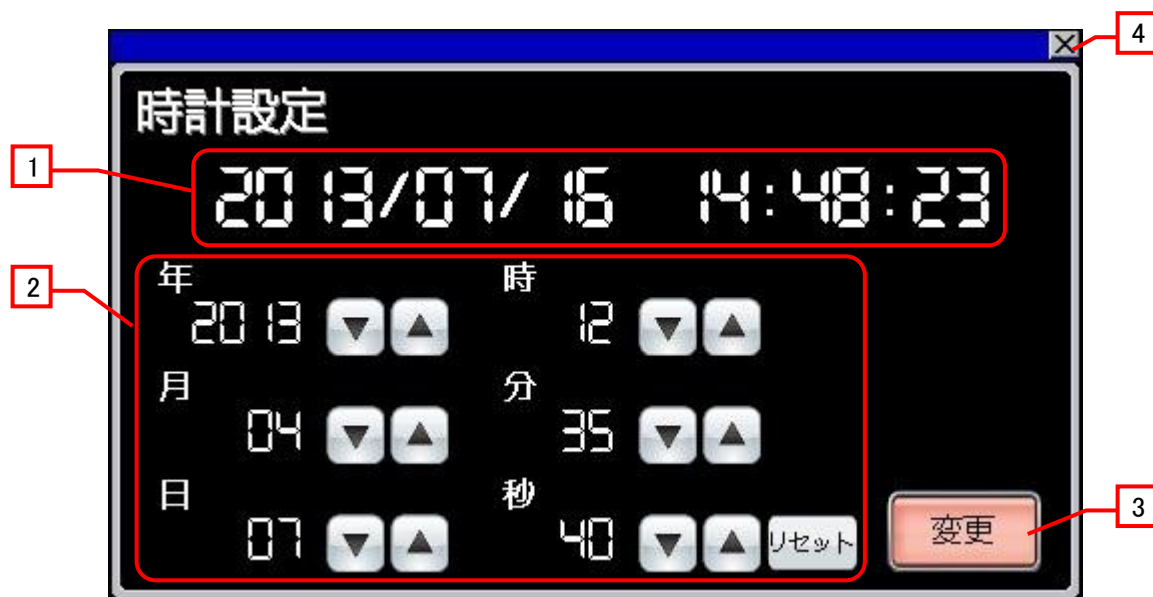 4
時計設定
1
2013/07/16 14:48:23
2
年 時
2013 ▼ ▲ 12 ▼ ▲
月 分
04 ▼ ▲ 35 ▼ ▲
日 秒
07 ▼ ▲ 40 ▼ ▲ リセット
変更
3